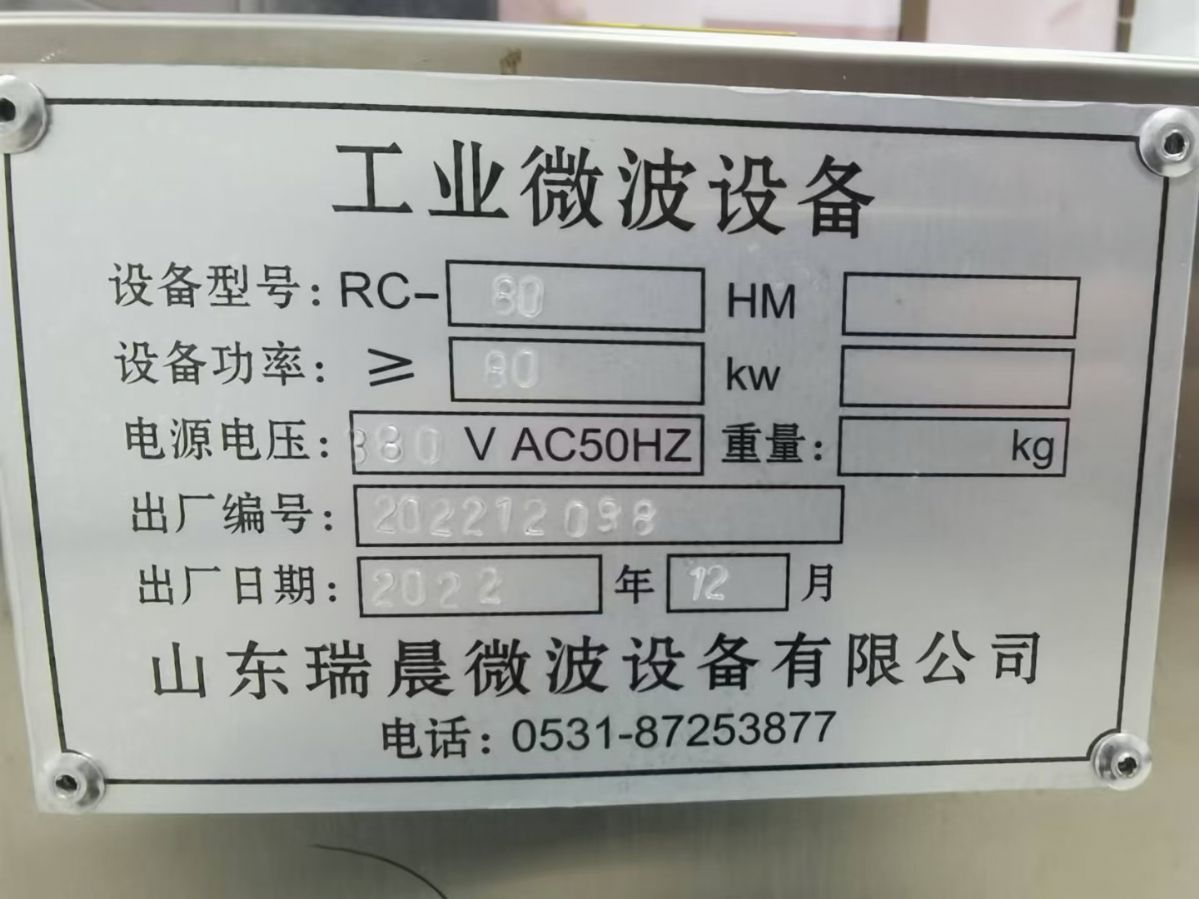 工业微波设备
设备型号：RC-80 HM
设备功率：≥ 80 kw
电源电压：380 V AC50HZ 重量： kg
出厂编号：202212098
出厂日期：2022 年 12 月
山东瑞晨微波设备有限公司
电话：0531-87253877